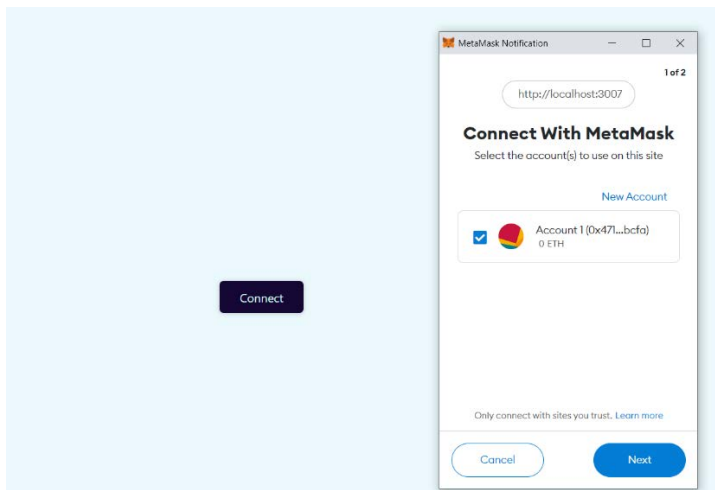 MetaMask Notification
1 of 2
http://localhost:3007
Connect With MetaMask
Select the account(s) to use on this site
New Account
Account 1 (0x471...bcfa)
0 ETH
Connect
Only connect with sites you trust. Learn more
Cancel
Next